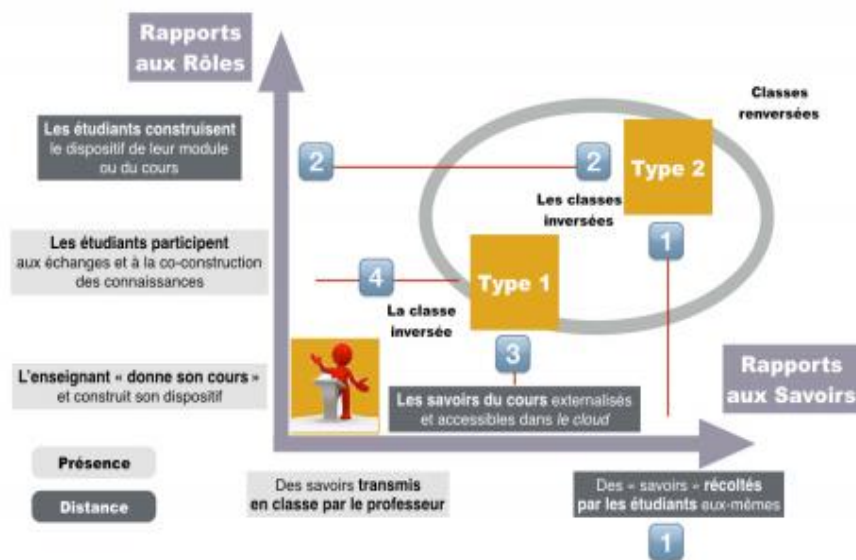 Rapports
aux Rôles
Classes
renversées
Les étudiants construisent
le dispositif de leur module
ou du cours
2
2
Type 2
Les classes
inversées
1
Les étudiants participent
aux échanges et à la co-construction
des connaissances
4
Type 1
La classe
inversée
3
L'enseignant « donne son cours »
et construit son dispositif
Les savoirs du cours externalisés
et accessibles dans le cloud
Rapports
aux Savoirs
Présence
Distance
Des savoirs transmis
en classe par le professeur
Des « savoirs » récoltés
par les étudiants eux-mêmes
1